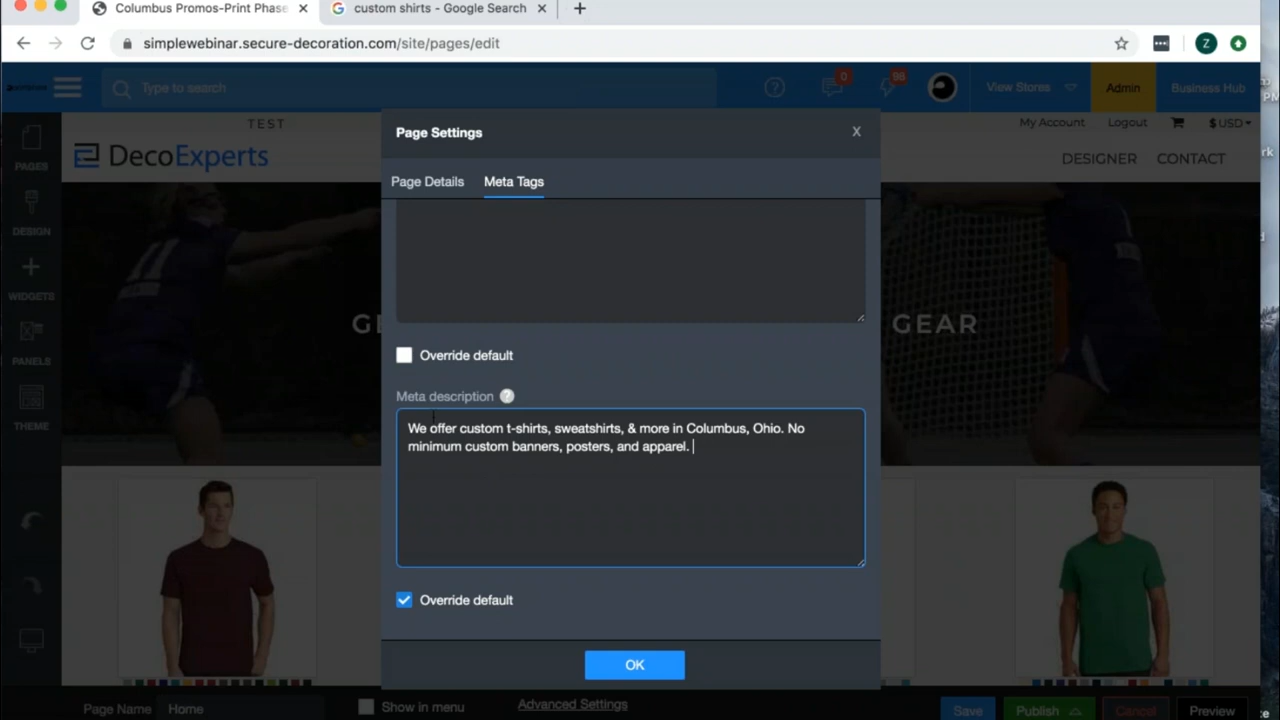 Columbus Promos-Print Phase
custom shirts - Google Search
simplewebinar.secure-decoration.com/site/pages/edit
Z
Type to search
0
98
View Stores
Admin
Business Hub
TEST
My Account
Logout
$ USD
DecoExperts
DESIGNER
CONTACT
PAGES
DESIGN
WIDGETS
PANELS
THEME
GEAR
Page Settings
X
Page Details
Meta Tags
Override default
Meta description ?
We offer custom t-shirts, sweatshirts, & more in Columbus, Ohio. No
minimum custom banners, posters, and apparel.
Override default
OK
Page Name
Home
Show in menu
Advanced Settings
Save
Publish
Cancel
Preview